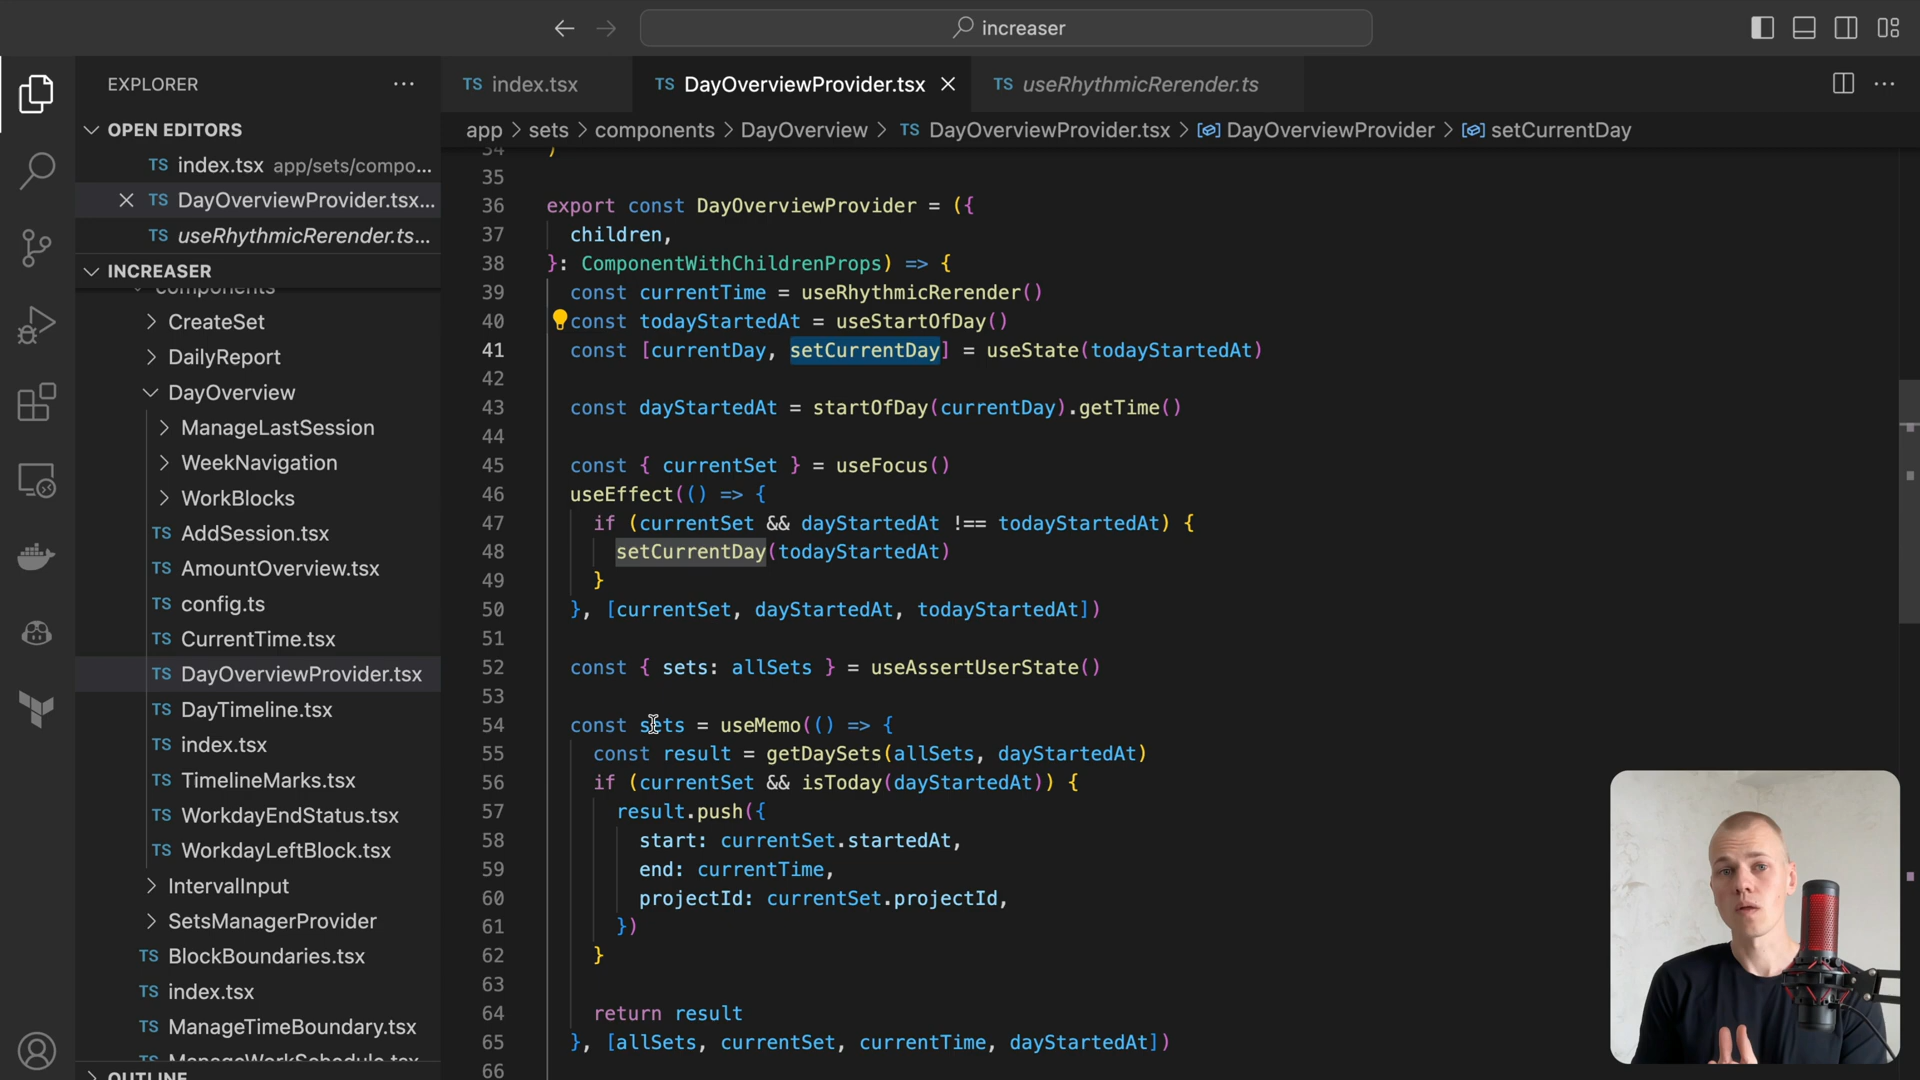 increaser
EXPLORER
OPEN EDITORS
TS index.tsx app/sets/compo...
TS DayOverviewProvider.tsx...
TS useRhythmicRerender.ts...
INCREASER
components
CreateSet
DailyReport
DayOverview
ManageLastSession
WeekNavigation
WorkBlocks
TS AddSession.tsx
TS AmountOverview.tsx
TS config.ts
TS CurrentTime.tsx
TS DayOverviewProvider.tsx
TS DayTimeline.tsx
TS index.tsx
TS TimelineMarks.tsx
TS WorkdayEndStatus.tsx
TS WorkdayLeftBlock.tsx
IntervalInput
SetsManagerProvider
TS BlockBoundaries.tsx
TS index.tsx
TS ManageTimeBoundary.tsx
TS ManageWorkSchedule.tsx
OUTLINE
TS index.tsx TS DayOverviewProvider.tsx TS useRhythmicRerender.ts
app > sets > components > DayOverview > TS DayOverviewProvider.tsx > DayOverviewProvider > setCurrentDay
34 )
35
36 export const DayOverviewProvider = ({
37 children,
38 }: ComponentWithChildrenProps) => {
39 const currentTime = useRhythmicRerender()
40 const todayStartedAt = useStartOfDay()
41 const [currentDay, setCurrentDay] = useState(todayStartedAt)
42
43 const dayStartedAt = startOfDay(currentDay).getTime()
44
45 const { currentSet } = useFocus()
46 useEffect(() => {
47 if (currentSet && dayStartedAt !== todayStartedAt) {
48 setCurrentDay(todayStartedAt)
49 }
50 }, [currentSet, dayStartedAt, todayStartedAt])
51
52 const { sets: allSets } = useAssertUserState()
53
54 const sets = useMemo(() => {
55 const result = getDaySets(allSets, dayStartedAt)
56 if (currentSet && isToday(dayStartedAt)) {
57 result.push({
58 start: currentSet.startedAt,
59 end: currentTime,
60 projectId: currentSet.projectId,
61 })
62 }
63
64 return result
65 }, [allSets, currentSet, currentTime, dayStartedAt])
66